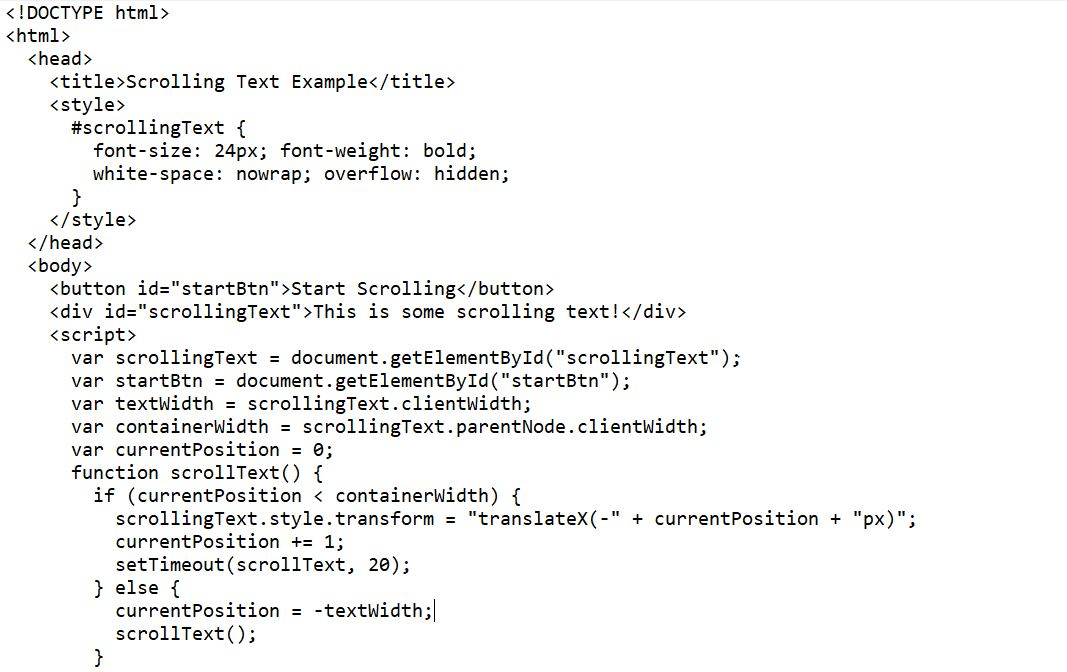 <!DOCTYPE html>
<html>
  <head>
    <title>Scrolling Text Example</title>
    <style>
      #scrollingText {
        font-size: 24px; font-weight: bold;
        white-space: nowrap; overflow: hidden;
      }
    </style>
  </head>
  <body>
    <button id="startBtn">Start Scrolling</button>
    <div id="scrollingText">This is some scrolling text!</div>
    <script>
      var scrollingText = document.getElementById("scrollingText");
      var startBtn = document.getElementById("startBtn");
      var textWidth = scrollingText.clientWidth;
      var containerWidth = scrollingText.parentNode.clientWidth;
      var currentPosition = 0;
      function scrollText() {
        if (currentPosition < containerWidth) {
          scrollingText.style.transform = "translateX(-" + currentPosition + "px)";
          currentPosition += 1;
          setTimeout(scrollText, 20);
        } else {
          currentPosition = -textWidth;
          scrollText();
        }